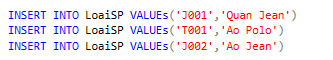 INSERT INTO LoaiSP VALUEs('J001','Quan Jean')
INSERT INTO LoaiSP VALUEs('T001','Ao Polo')
INSERT INTO LoaiSP VALUEs('J002','Ao Jean')